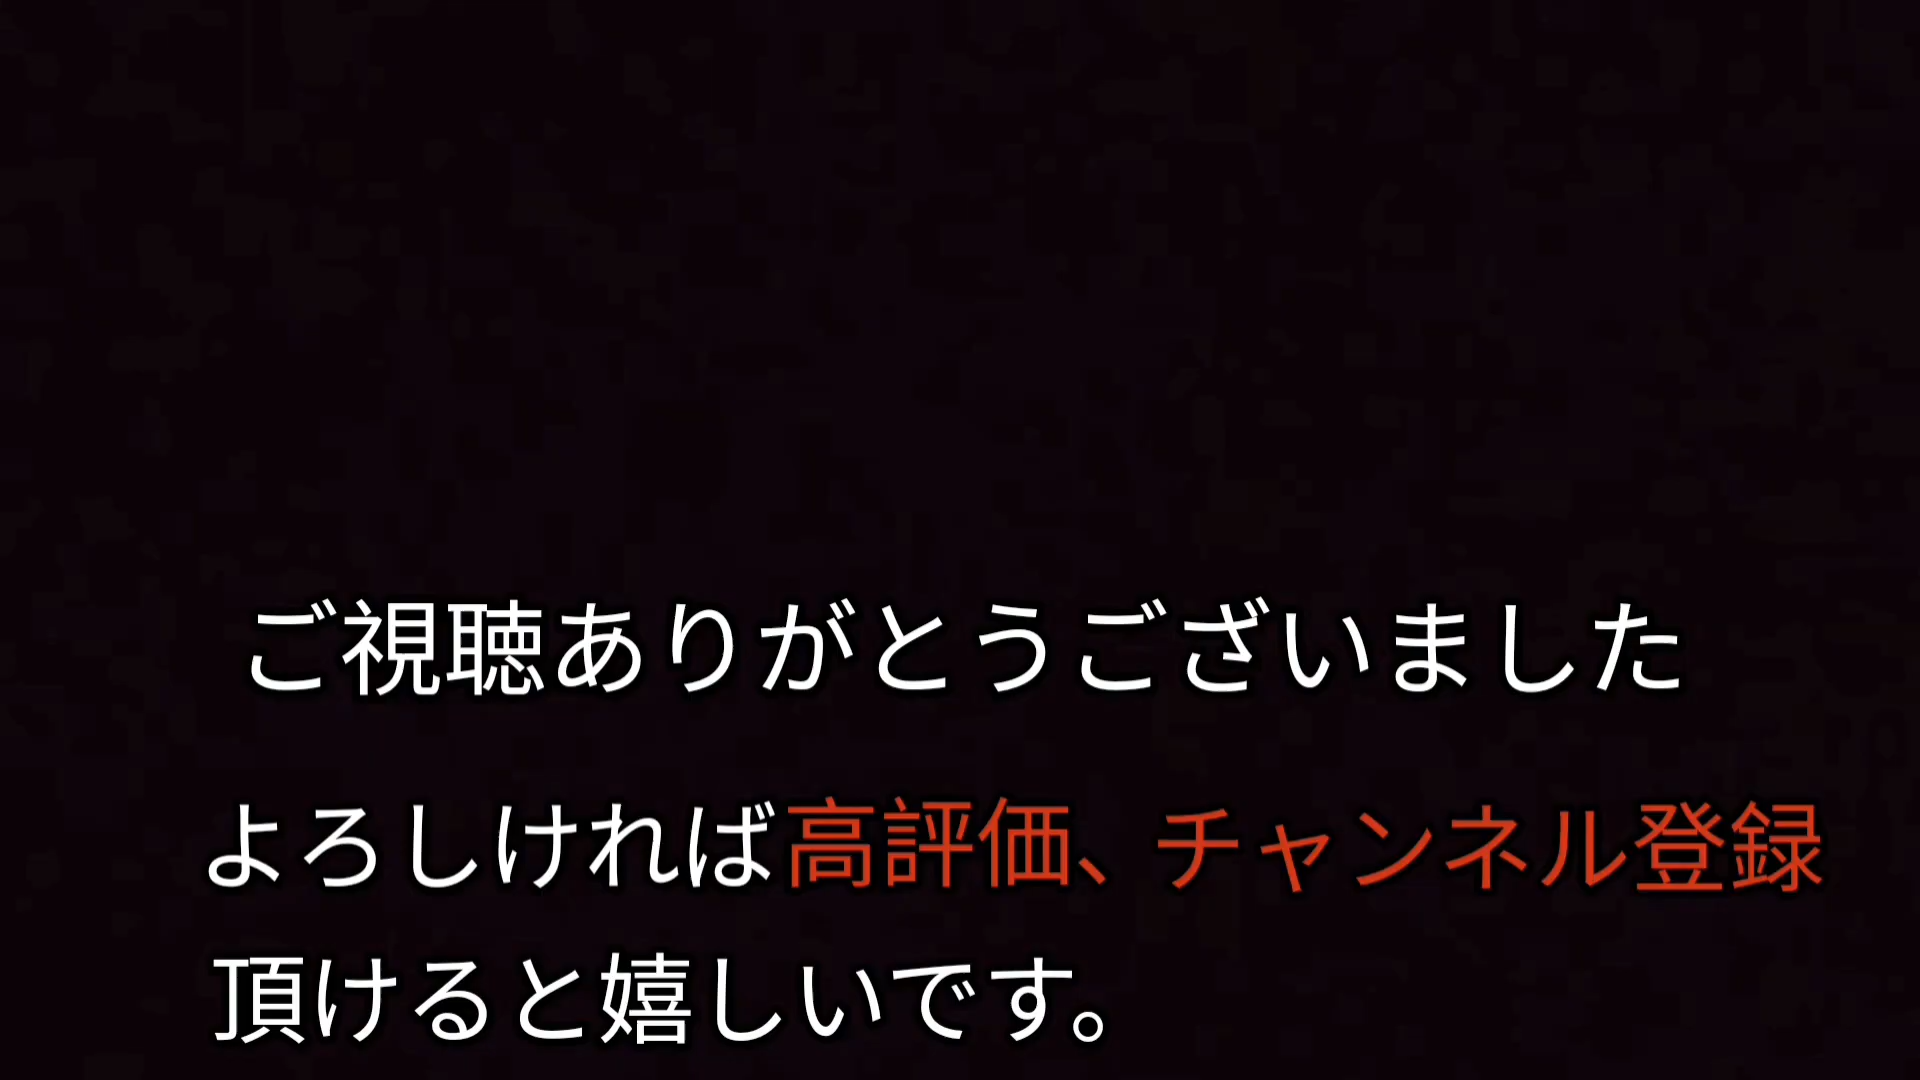 ご視聴ありがとうございました
よろしければ高評価、チャンネル登録
頂けると嬉しいです。